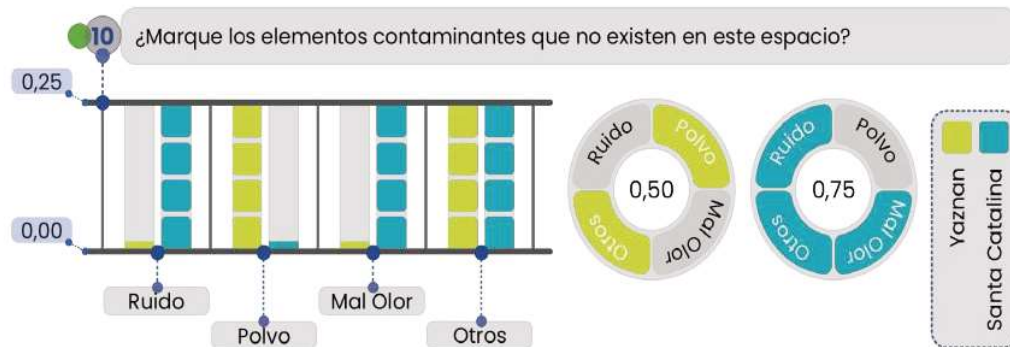 10 ¿Marque los elementos contaminantes que no existen en este espacio?
0,25
0,00
Ruido
Polvo
Mal Olor
Otros
Ruido
Polvo
Mal Olor
Otros
0,50
Ruido
Polvo
Mal Olor
Otros
0,75
Yaznan
Santa Catalina